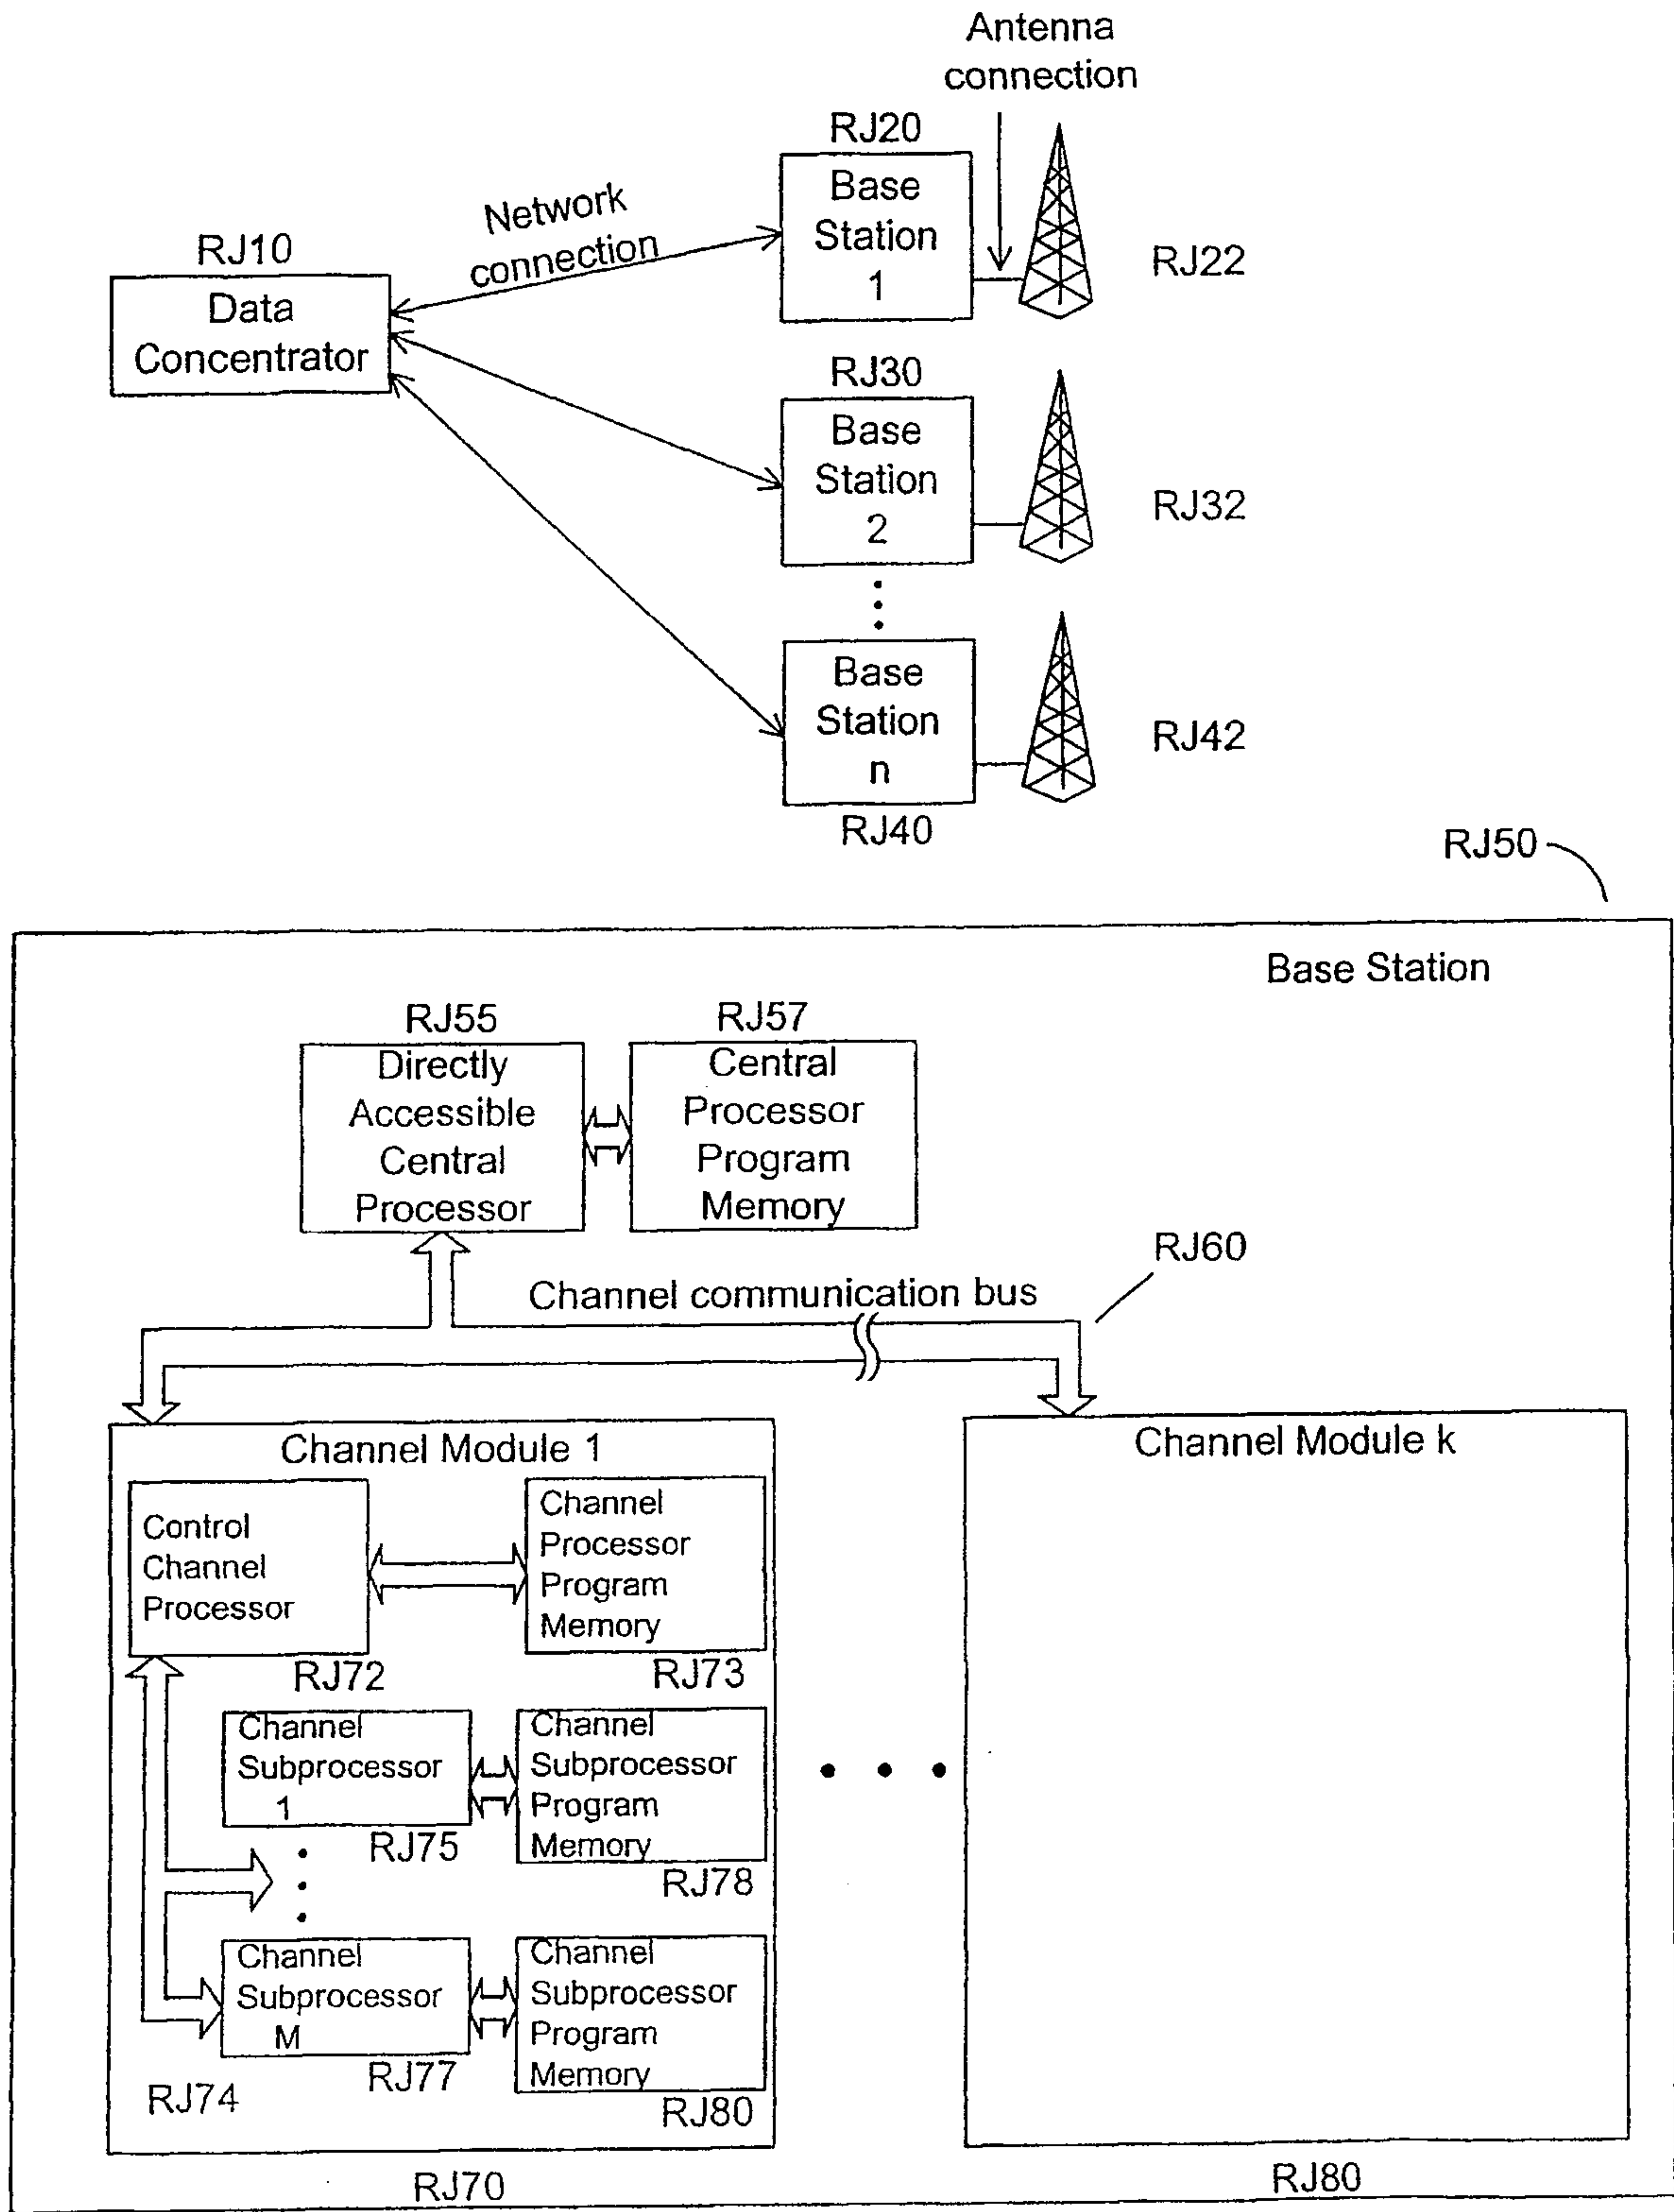 Antenna
connection
RJ20
Base
Station
1
Network
connection
RJ22
RJ10
Data
Concentrator
RJ30
Base
Station
2
RJ32
Base
Station
n
RJ42
RJ40
RJ50
Base Station
RJ55
Directly
Accessible
Central
Processor
RJ57
Central
Processor
Program
Memory
RJ60
Channel communication bus
Channel Module 1
Control
Channel
Processor
RJ72
Channel
Processor
Program
Memory
RJ73
Channel
Subprocessor
1
RJ75
Channel
Subprocessor
Program
Memory
RJ78
Channel
Subprocessor
M
RJ77
Channel
Subprocessor
Program
Memory
RJ80
RJ74
RJ70
Channel Module k
RJ80